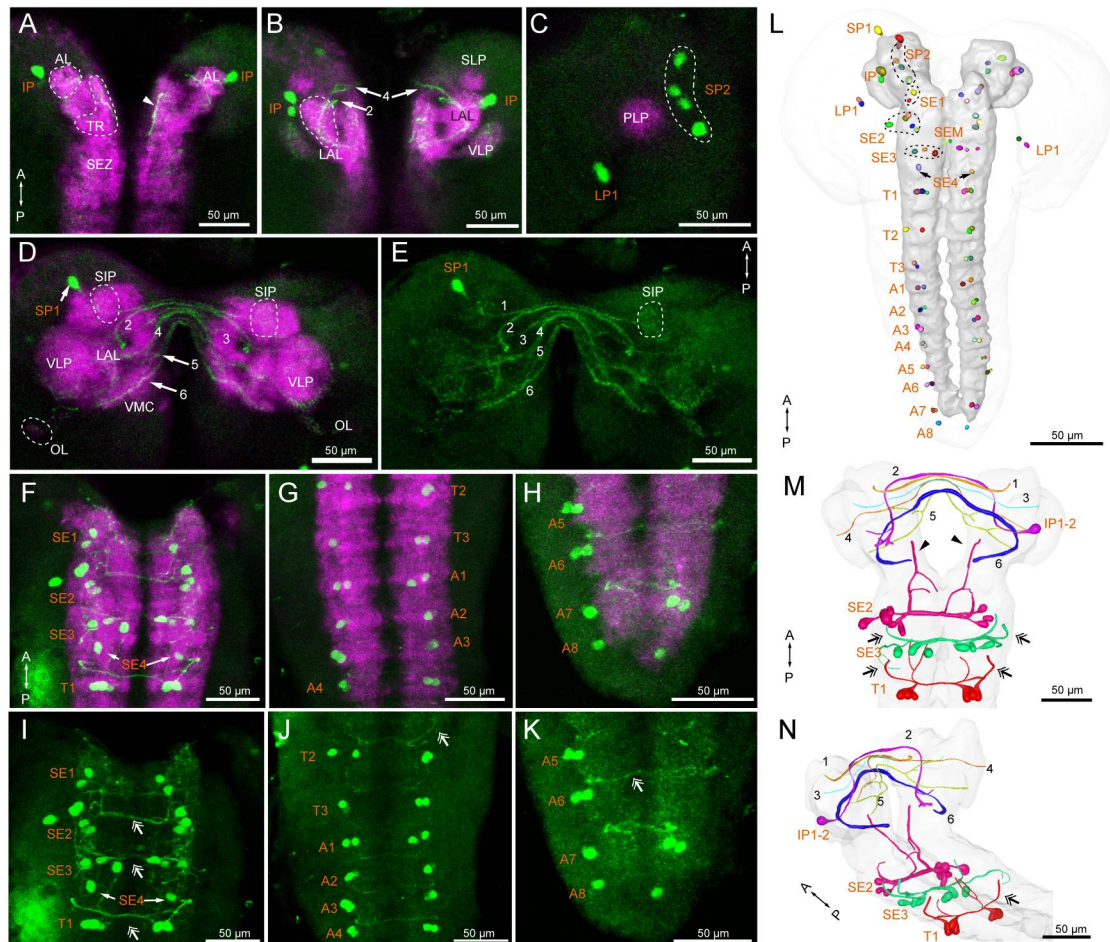 A
AL
IP
TR
SEZ
AL
IP
A
P
50 µm
B
IP
4
2
SLP
IP
LAL
LAL
VLP
50 µm
C
SP2
PLP
LP1
50 µm
D
SP1
SIP
SIP
2
4
3
LAL
5
VLP
VLP
6
VMC
OL
OL
50 µm
E
A
P
SP1
SIP
1
2
3
4
5
6
50 µm
F
SE1
SE2
SE3
SE4
A
P
T1
50 µm
G
T2
T3
A1
A2
A3
A4
50 µm
H
A5
A6
A7
A8
50 µm
I
SE1
SE2
SE3
SE4
T1
50 µm
J
T2
T3
A1
A2
A3
A4
50 µm
K
A5
A6
A7
A8
50 µm
L
SP1
SP2
IP
LP1
SE1
SE2
SEM
LP1
SE3
SE4
T1
T2
T3
A1
A2
A3
A4
A5
A6
A7
A8
A
P
50 µm
M
2
1
3
5
IP1-2
4
6
SE2
A
P
SE3
T1
50 µm
N
2
1
4
3
5
6
IP1-2
SE2
A
P
SE3
T1
50 µm